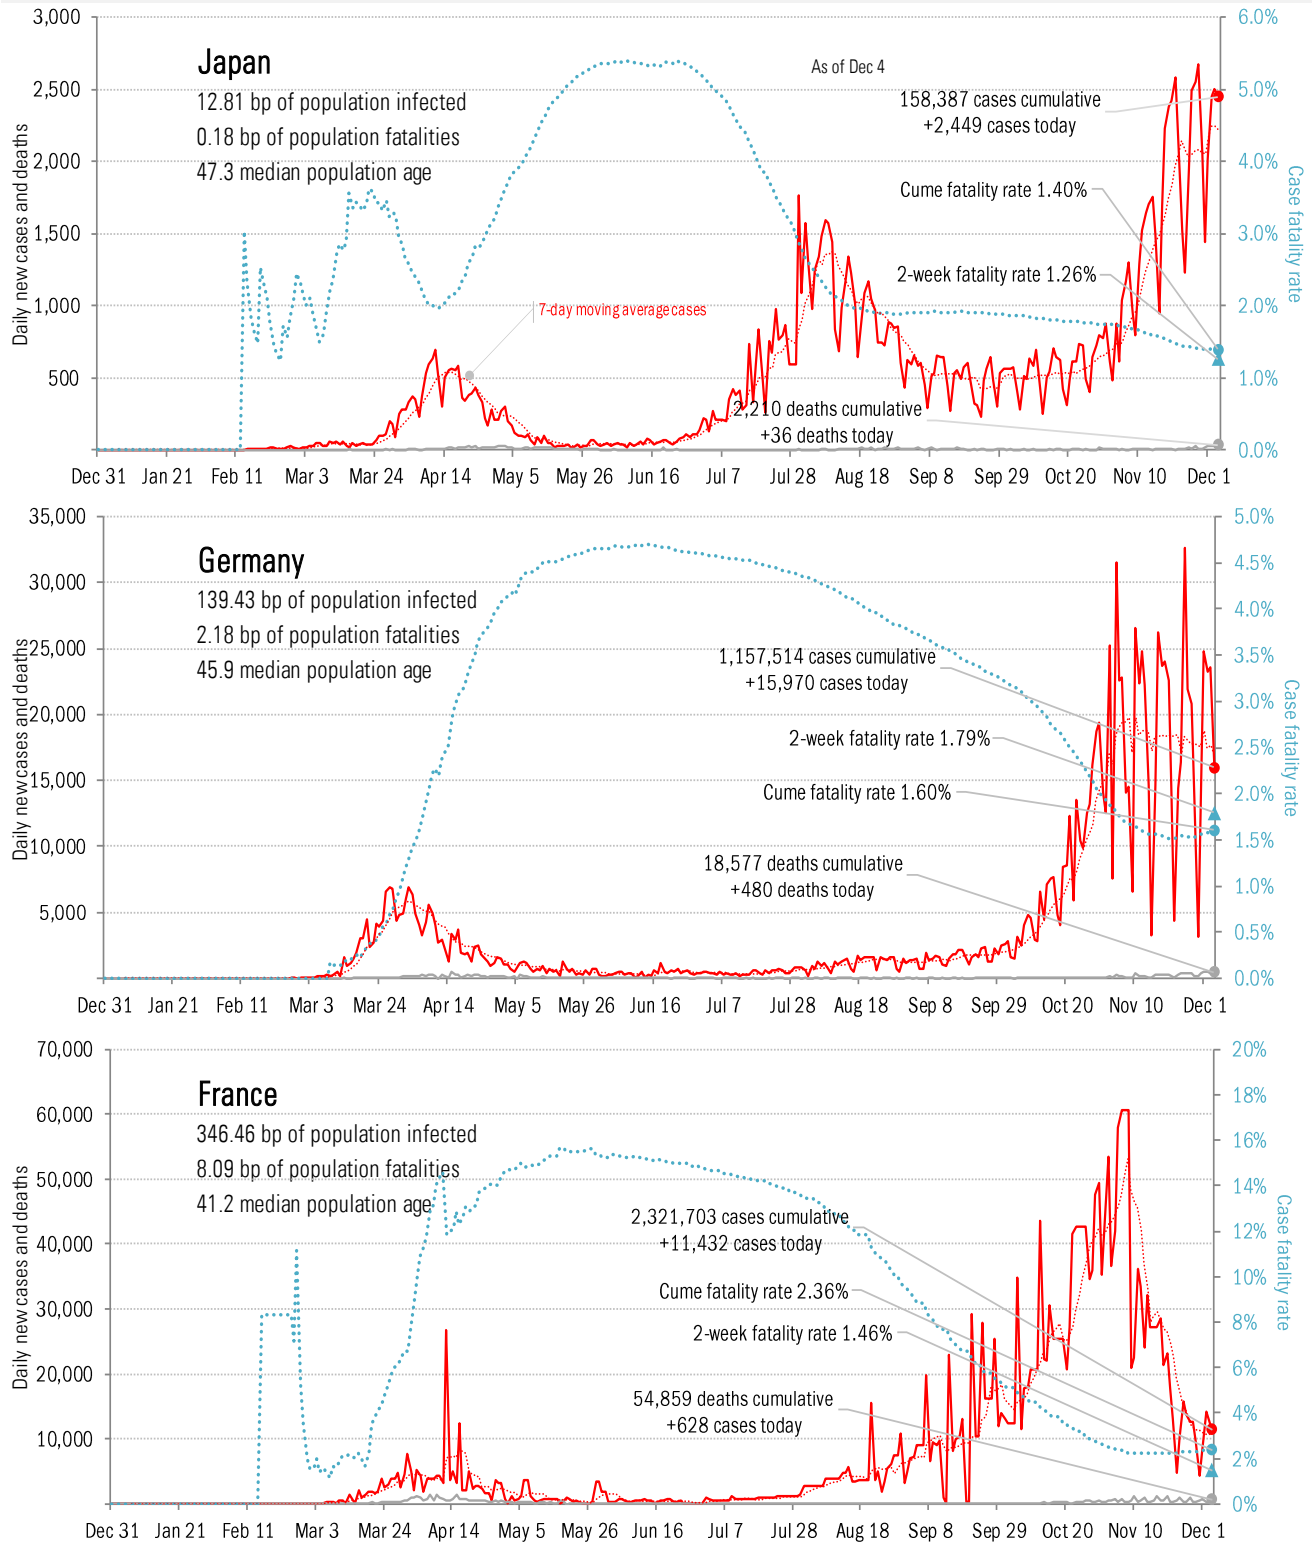 3,000
6.0%
Japan
As of Dec 4
2,500
5.0%
12.81 bp of population infected
158,387 cases cumulative
+2,449 cases today
0.18 bp of population fatalities
2,000
4.0%
47.3 median population age
Cume fatality rate 1.40%
1,500
3.0%
2-week fatality rate 1.26%
1,000
2.0%
7-day moving average cases
500
1.0%
2,210 deaths cumulative
+36 deaths today
0.0%
Daily new cases and deaths
Case fatality rate
Dec 31 Jan 21 Feb 11 Mar 3 Mar 24 Apr 14 May 5 May 26 Jun 16 Jul 7 Jul 28 Aug 18 Sep 8 Sep 29 Oct 20 Nov 10 Dec 1
35,000
5.0%
Germany
4.5%
30,000
139.43 bp of population infected
4.0%
2.18 bp of population fatalities
25,000
3.5%
45.9 median population age
1,157,514 cases cumulative
+15,970 cases today
3.0%
20,000
2-week fatality rate 1.79%
2.5%
15,000
2.0%
Cume fatality rate 1.60%
10,000
1.5%
18,577 deaths cumulative
+480 deaths today
1.0%
5,000
0.5%
0.0%
Daily new cases and deaths
Case fatality rate
Dec 31 Jan 21 Feb 11 Mar 3 Mar 24 Apr 14 May 5 May 26 Jun 16 Jul 7 Jul 28 Aug 18 Sep 8 Sep 29 Oct 20 Nov 10 Dec 1
70,000
20%
France
18%
60,000
346.46 bp of population infected
16%
8.09 bp of population fatalities
50,000
14%
41.2 median population age
2,321,703 cases cumulative
+11,432 cases today
12%
40,000
10%
Cume fatality rate 2.36%
30,000
8%
2-week fatality rate 1.46%
20,000
6%
54,859 deaths cumulative
+628 cases today
4%
10,000
2%
0%
Daily new cases and deaths
Case fatality rate
Dec 31 Jan 21 Feb 11 Mar 3 Mar 24 Apr 14 May 5 May 26 Jun 16 Jul 7 Jul 28 Aug 18 Sep 8 Sep 29 Oct 20 Nov 10 Dec 1